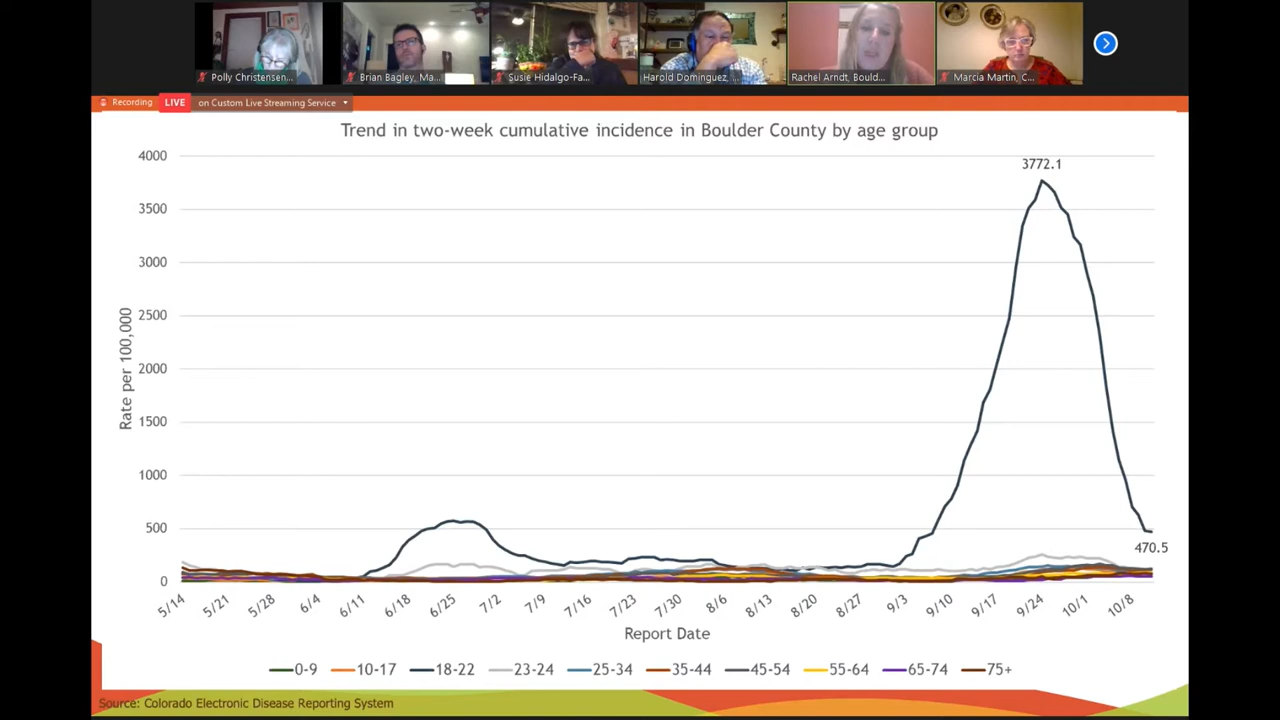 Polly Christensen...
Brian Bagley, Ma...
Susie Hidalgo-Fa...
Harold Dominguez, ...
Rachel Arndt, Bould...
Marcia Martin, C...
Recording
LIVE
on Custom Live Streaming Service
Trend in two-week cumulative incidence in Boulder County by age group
4000
3772.1
3500
3000
2500
2000
1500
1000
500
470.5
0
Rate per 100,000
5/14 5/21 5/28 6/4 6/11 6/18 6/25 7/2 7/9 7/16 7/23 7/30 8/6 8/13 8/20 8/27 9/3 9/10 9/17 9/24 10/1 10/8
Report Date
0-9 10-17 18-22 23-24 25-34 35-44 45-54 55-64 65-74 75+
Source: Colorado Electronic Disease Reporting System